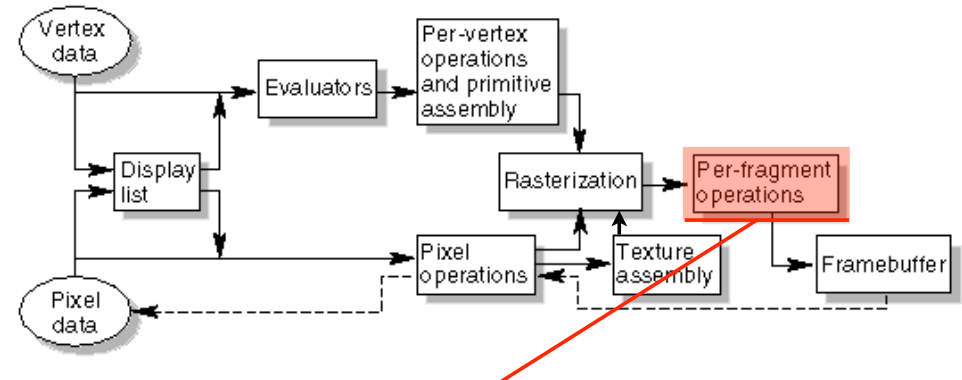 Vertex
data
Per-vertex
operations
and primitive
assembly
Evaluators
Display
list
Rasterization
Per-fragment
operations
Pixel
operations
Texture
assembly
Framebuffer
Pixel
data